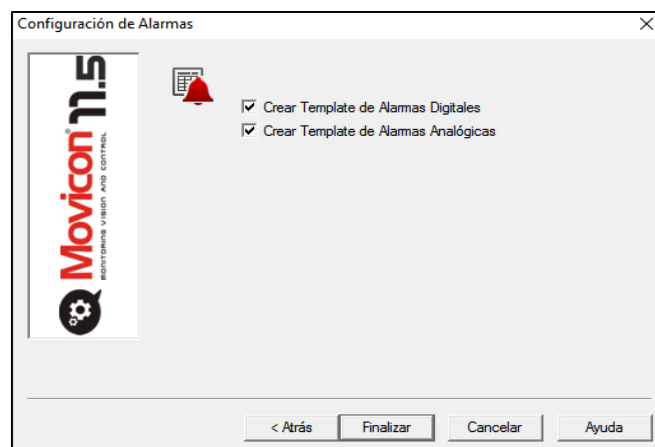 Configuración de Alarmas
Movicon® 11.5
MONITORING VISION AND CONTROL
Crear Template de Alarmas Digitales
Crear Template de Alarmas Analógicas
< Atrás
Finalizar
Cancelar
Ayuda